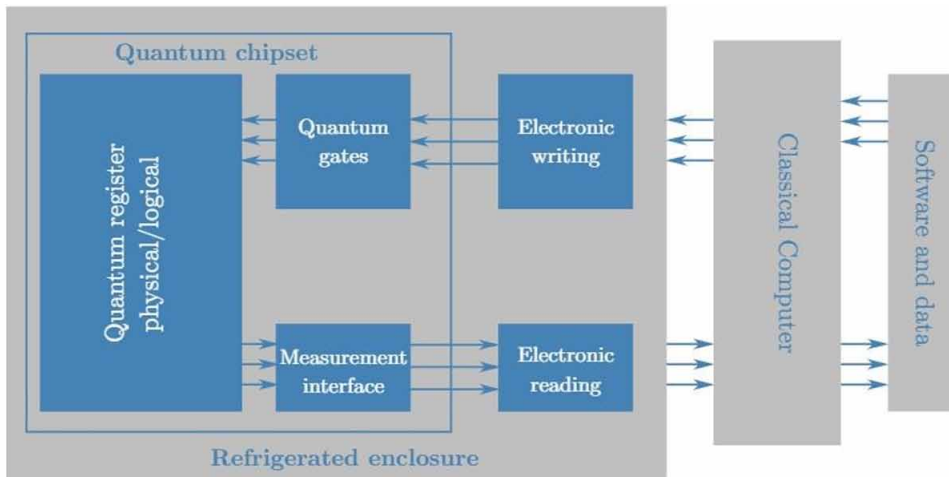 Quantum chipset
Quantum register
physical/logical
Quantum
gates
Electronic
writing
Measurement
interface
Electronic
reading
Refrigerated enclosure
Classical Computer
Software and data